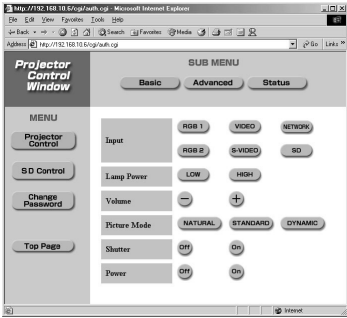 http://192.168.10.6/cgi/auth.cgi - Microsoft Internet Explorer
File Edit View Favorites Tools Help
Back Search Favorites Media
Address http://192.168.10.6/cgi/auth.cgi Go Links »
Projector
Control
Window
SUB MENU
Basic Advanced Status
MENU
Projector
Control
SD Control
Change
Password
Top Page
Input
RGB 1 VIDEO NETWORK
RGB 2 S-VIDEO SD
Lamp Power LOW HIGH
Volume − +
Picture Mode NATURAL STANDARD DYNAMIC
Shutter Off On
Power Off On
Internet